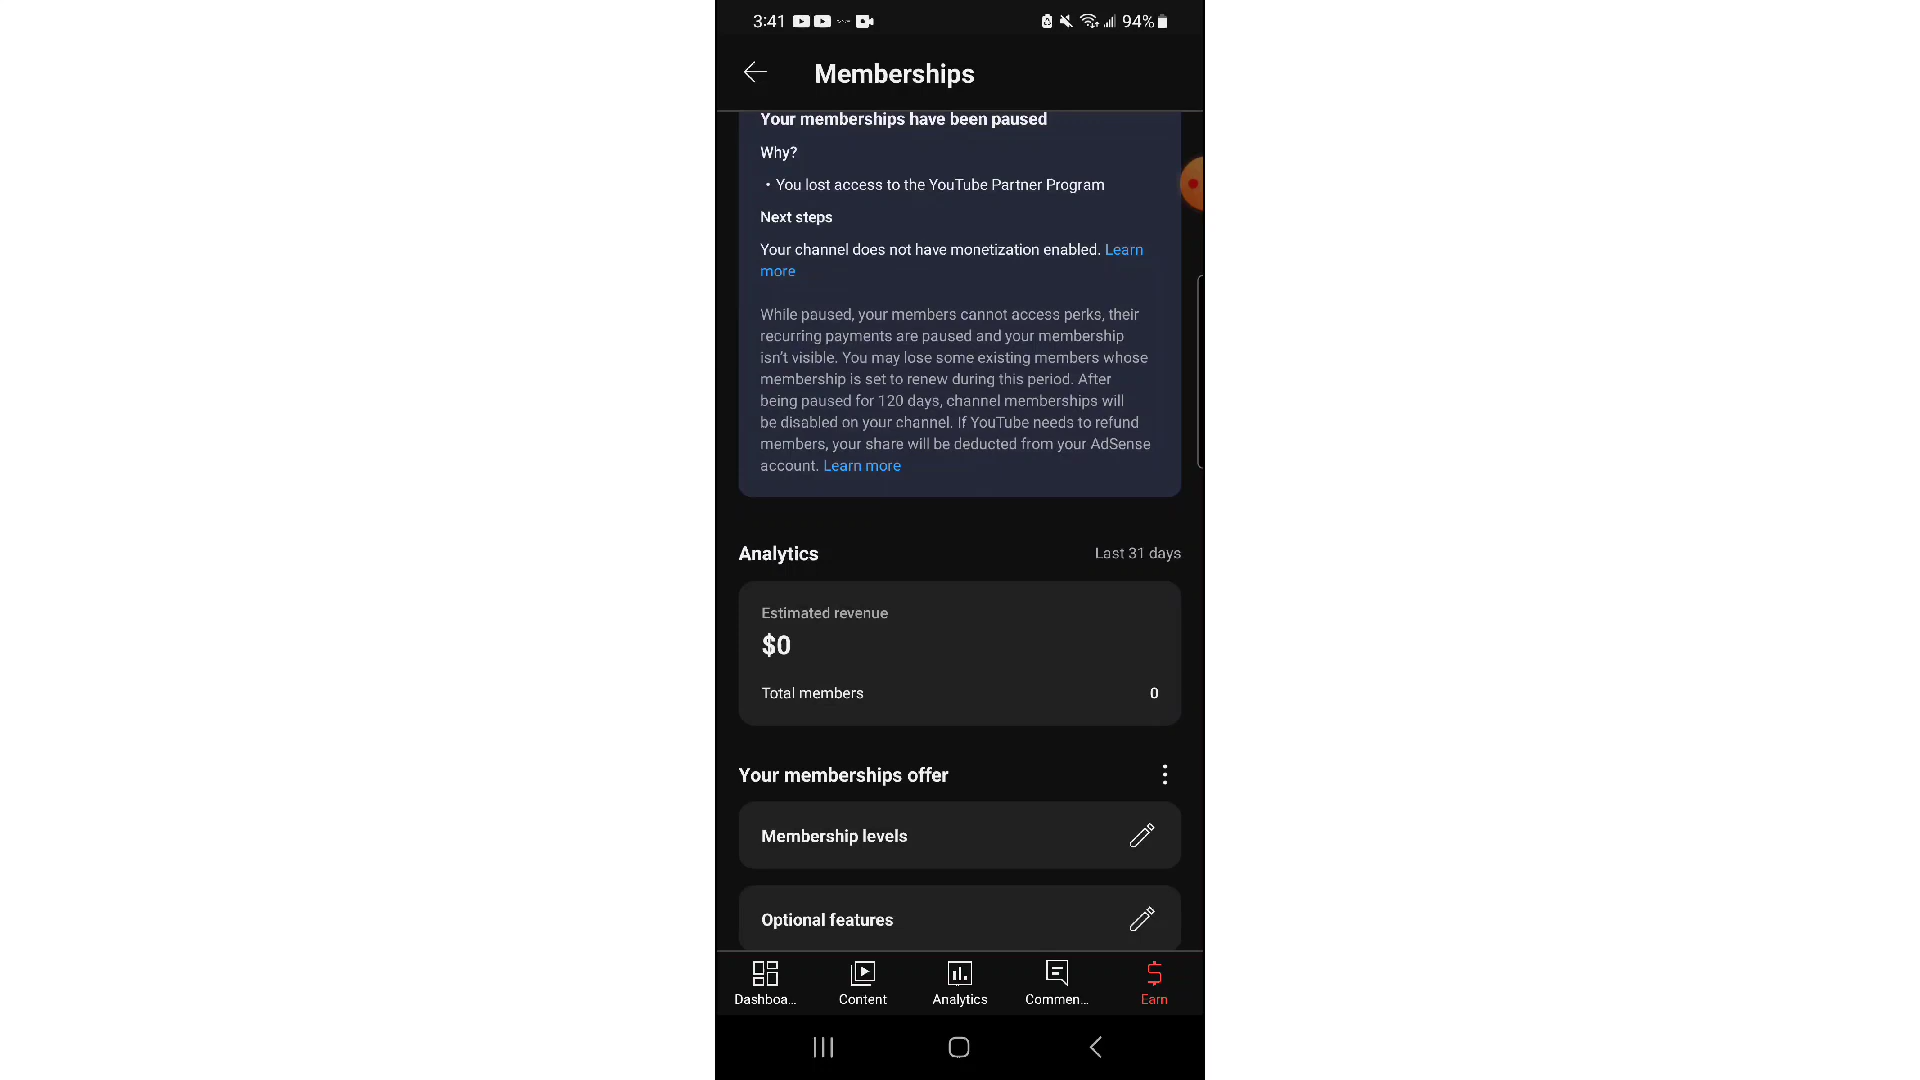 3:41
94%
Memberships
Your memberships have been paused
Why?
• You lost access to the YouTube Partner Program
Next steps
Your channel does not have monetization enabled. Learn
more
While paused, your members cannot access perks, their
recurring payments are paused and your membership
isn't visible. You may lose some existing members whose
membership is set to renew during this period. After
being paused for 120 days, channel memberships will
be disabled on your channel. If YouTube needs to refund
members, your share will be deducted from your AdSense
account. Learn more
Analytics
Last 31 days
Estimated revenue
$0
Total members
0
Your memberships offer
Membership levels
Optional features
Dashboa...
Content
Analytics
Commen...
Earn